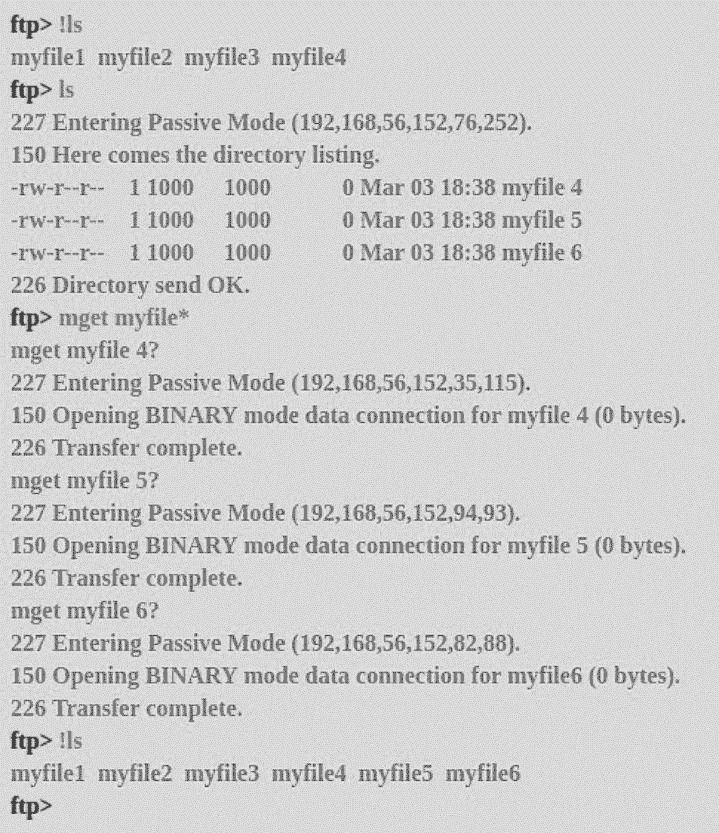 ftp> !ls
myfile1 myfile2 myfile3 myfile4
ftp> ls
227 Entering Passive Mode (192,168,56,152,76,252).
150 Here comes the directory listing.
-rw-r--r-- 1 1000 1000 0 Mar 03 18:38 myfile 4
-rw-r--r-- 1 1000 1000 0 Mar 03 18:38 myfile 5
-rw-r--r-- 1 1000 1000 0 Mar 03 18:38 myfile 6
226 Directory send OK.
ftp> mget myfile*
mget myfile 4?
227 Entering Passive Mode (192,168,56,152,35,115).
150 Opening BINARY mode data connection for myfile 4 (0 bytes).
226 Transfer complete.
mget myfile 5?
227 Entering Passive Mode (192,168,56,152,94,93).
150 Opening BINARY mode data connection for myfile 5 (0 bytes).
226 Transfer complete.
mget myfile 6?
227 Entering Passive Mode (192,168,56,152,82,88).
150 Opening BINARY mode data connection for myfile6 (0 bytes).
226 Transfer complete.
ftp> !ls
myfile1 myfile2 myfile3 myfile4 myfile5 myfile6
ftp>